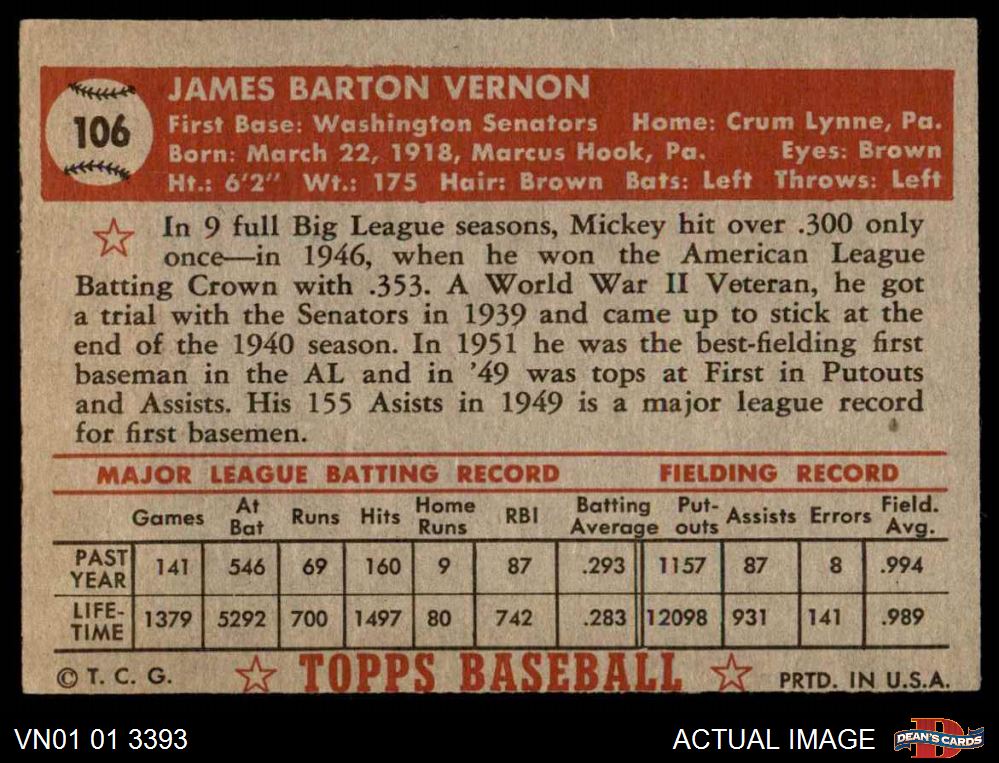 106
JAMES BARTON VERNON
First Base: Washington Senators Home: Crum Lynne, Pa.
Born: March 22, 1918, Marcus Hook, Pa. Eyes: Brown
Ht.: 6'2" Wt.: 175 Hair: Brown Bats: Left Throws: Left
In 9 full Big League seasons, Mickey hit over .300 only
once—in 1946, when he won the American League
Batting Crown with .353. A World War II Veteran, he got
a trial with the Senators in 1939 and came up to stick at the
end of the 1940 season. In 1951 he was the best-fielding first
baseman in the AL and in '49 was tops at First in Putouts
and Assists. His 155 Asists in 1949 is a major league record
for first basemen.
MAJOR LEAGUE BATTING RECORD FIELDING RECORD
Games At Bat Runs Hits Home Runs RBI Batting Average Put-outs Assists Errors Field. Avg.
PAST YEAR 141 546 69 160 9 87 .293 1157 87 8 .994
LIFE-TIME 1379 5292 700 1497 80 742 .283 12098 931 141 .989
© T. C. G. TOPPS BASEBALL PRTD. IN U.S.A.
VN01 01 3393 ACTUAL IMAGE DEAN'S CARDS